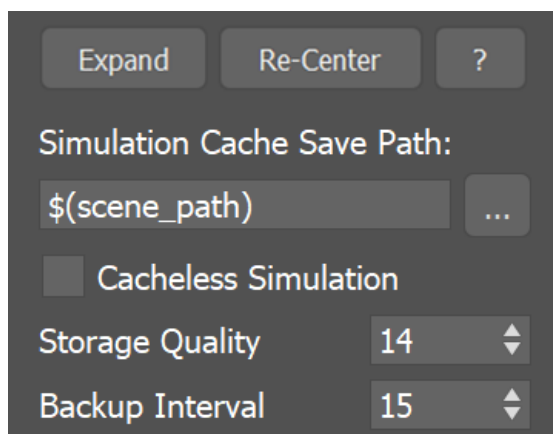 Expand Re-Center ?
Simulation Cache Save Path:
$(scene_path) ...
Cacheless Simulation
Storage Quality 14
Backup Interval 15